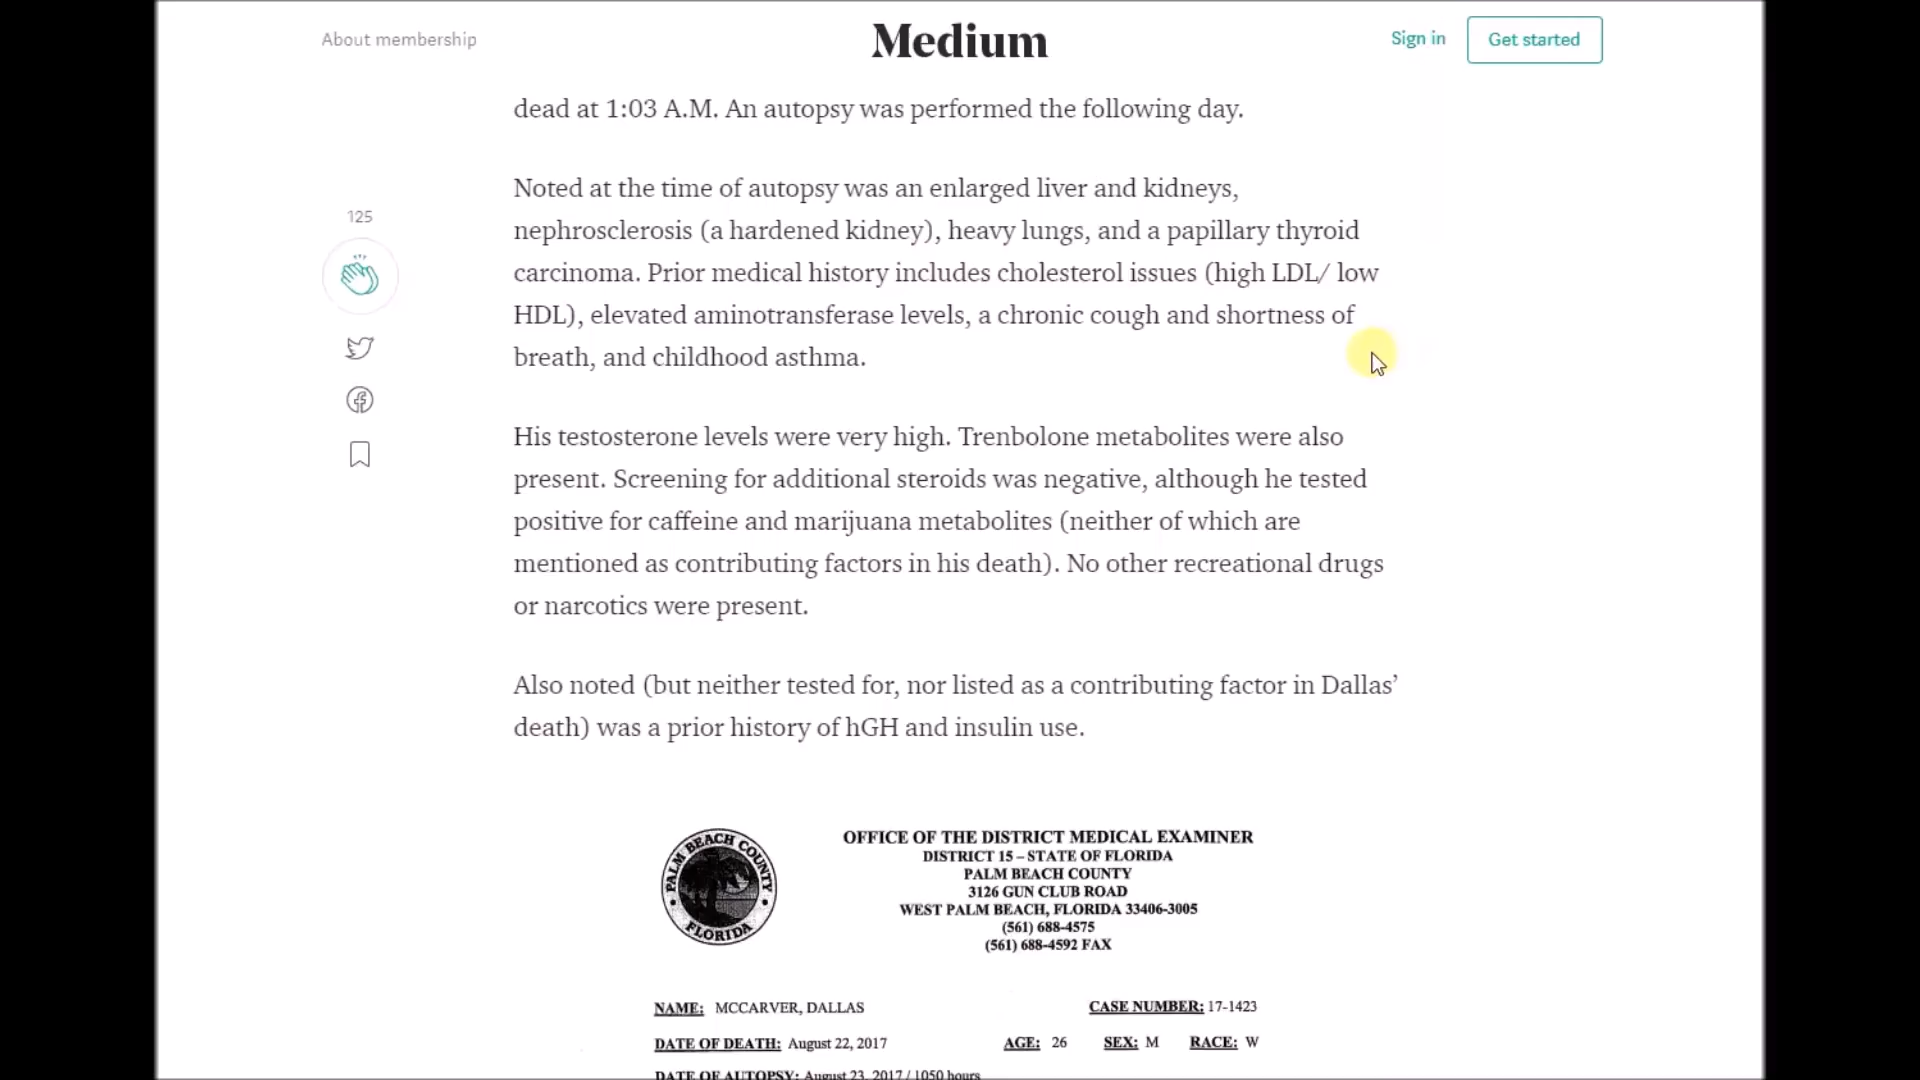 About membership
Medium
Sign in
Get started
dead at 1:03 A.M. An autopsy was performed the following day.
125
Noted at the time of autopsy was an enlarged liver and kidneys,
nephrosclerosis (a hardened kidney), heavy lungs, and a papillary thyroid
carcinoma. Prior medical history includes cholesterol issues (high LDL/ low
HDL), elevated aminotransferase levels, a chronic cough and shortness of
breath, and childhood asthma.
His testosterone levels were very high. Trenbolone metabolites were also
present. Screening for additional steroids was negative, although he tested
positive for caffeine and marijuana metabolites (neither of which are
mentioned as contributing factors in his death). No other recreational drugs
or narcotics were present.
Also noted (but neither tested for, nor listed as a contributing factor in Dallas’
death) was a prior history of hGH and insulin use.
PALM BEACH COUNTY
FLORIDA
OFFICE OF THE DISTRICT MEDICAL EXAMINER
DISTRICT 15 – STATE OF FLORIDA
PALM BEACH COUNTY
3126 GUN CLUB ROAD
WEST PALM BEACH, FLORIDA 33406-3005
(561) 688-4575
(561) 688-4592 FAX
NAME: MCCARVER, DALLAS
CASE NUMBER: 17-1423
DATE OF DEATH: August 22, 2017
AGE: 26 SEX: M RACE: W
DATE OF AUTOPSY: August 23, 2017 / 1050 hours